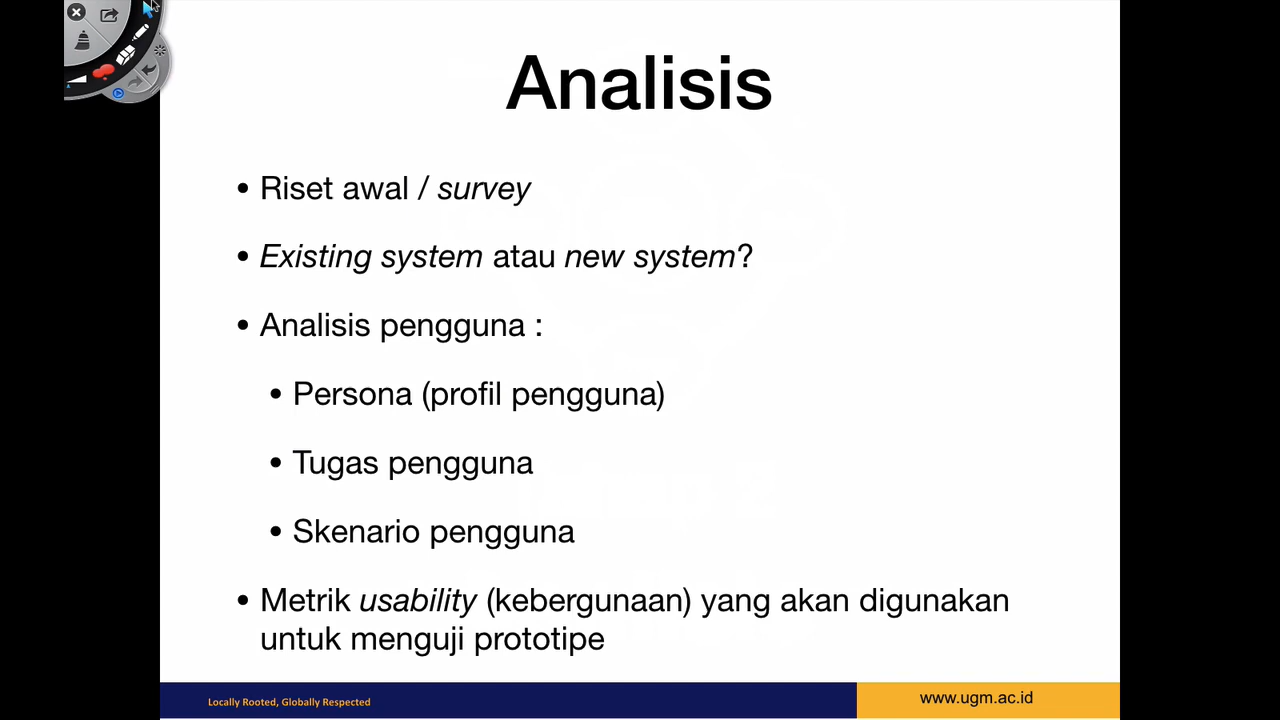 Analisis
• Riset awal / survey
• Existing system atau new system?
• Analisis pengguna :
• Persona (profil pengguna)
• Tugas pengguna
• Skenario pengguna
• Metrik usability (kebergunaan) yang akan digunakan
untuk menguji prototipe
Locally Rooted, Globally Respected
www.ugm.ac.id